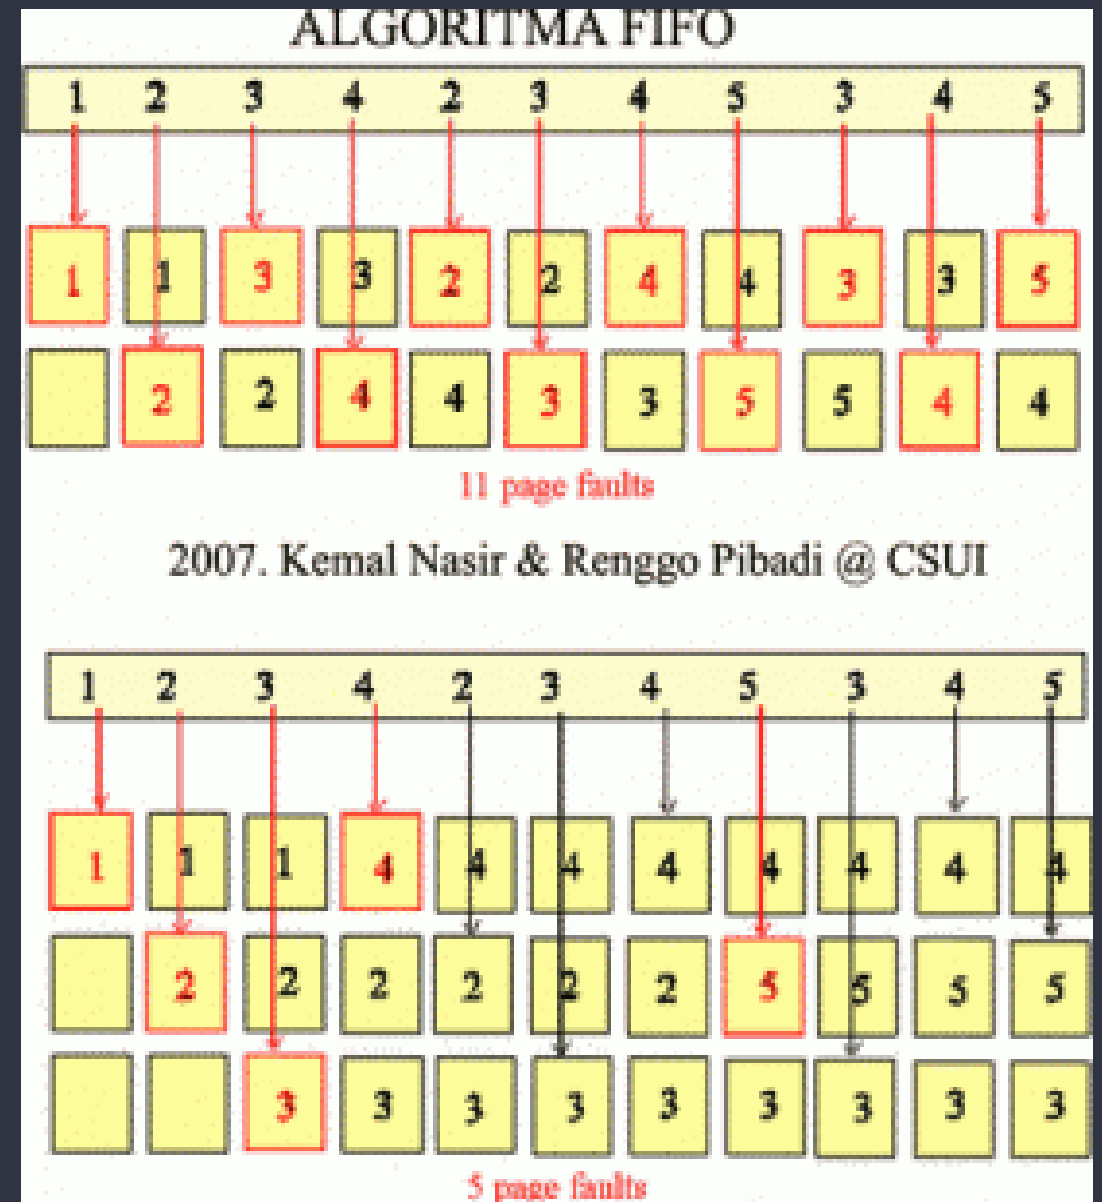 ALGORITMA FIFO
1 2 3 4 2 3 4 5 3 4 5
1 1 3 3 2 2 4 4 3 3 5
2 2 4 4 3 3 5 5 4 4
11 page faults
2007. Kemal Nasir & Renggo Pibadi @ CSUI
1 2 3 4 2 3 4 5 3 4 5
1 1 1 4 4 4 4 4 4 4 4
2 2 2 2 2 2 5 5 5 5
3 3 3 3 3 3 3 3 3
5 page faults